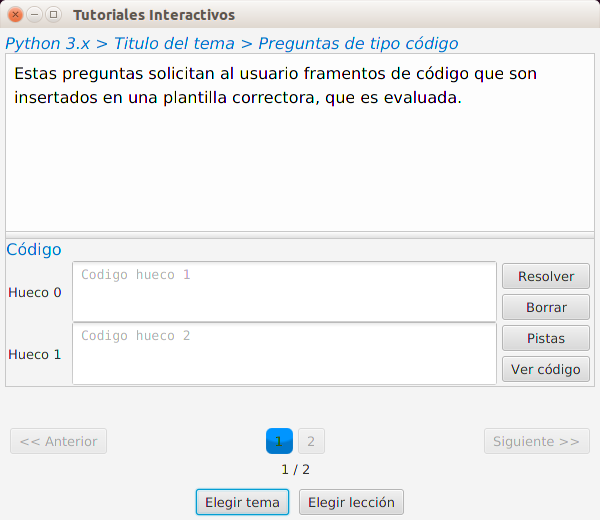 Tutoriales Interactivos
Python 3.x > Titulo del tema > Preguntas de tipo código
Estas preguntas solicitan al usuario framentos de código que son
insertados en una plantilla correctora, que es evaluada.
Código
Hueco 0
Codigo hueco 1
Resolver
Borrar
Hueco 1
Codigo hueco 2
Pistas
Ver código
<< Anterior
1
2
Siguiente >>
1 / 2
Elegir tema
Elegir lección